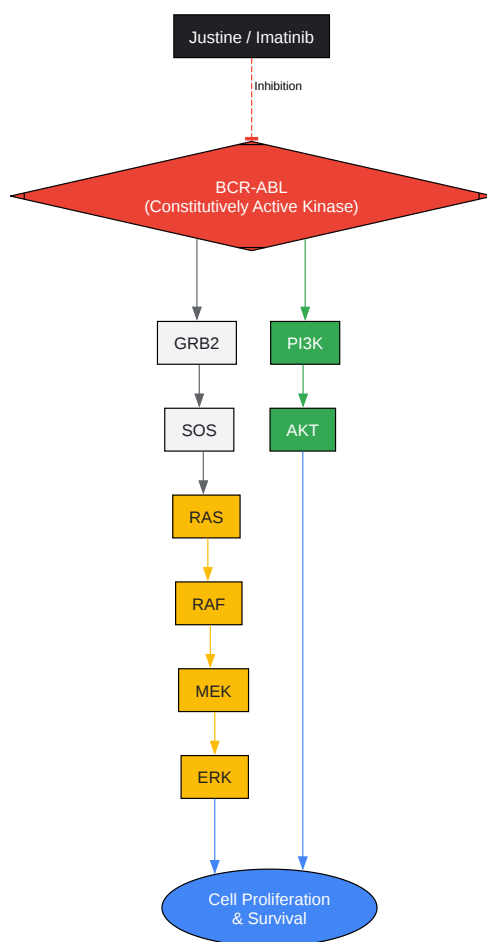 Justine / Imatinib
Inhibition
BCR-ABL
(Constitutively Active Kinase)
GRB2
PI3K
SOS
AKT
RAS
RAF
MEK
ERK
Cell Proliferation
& Survival